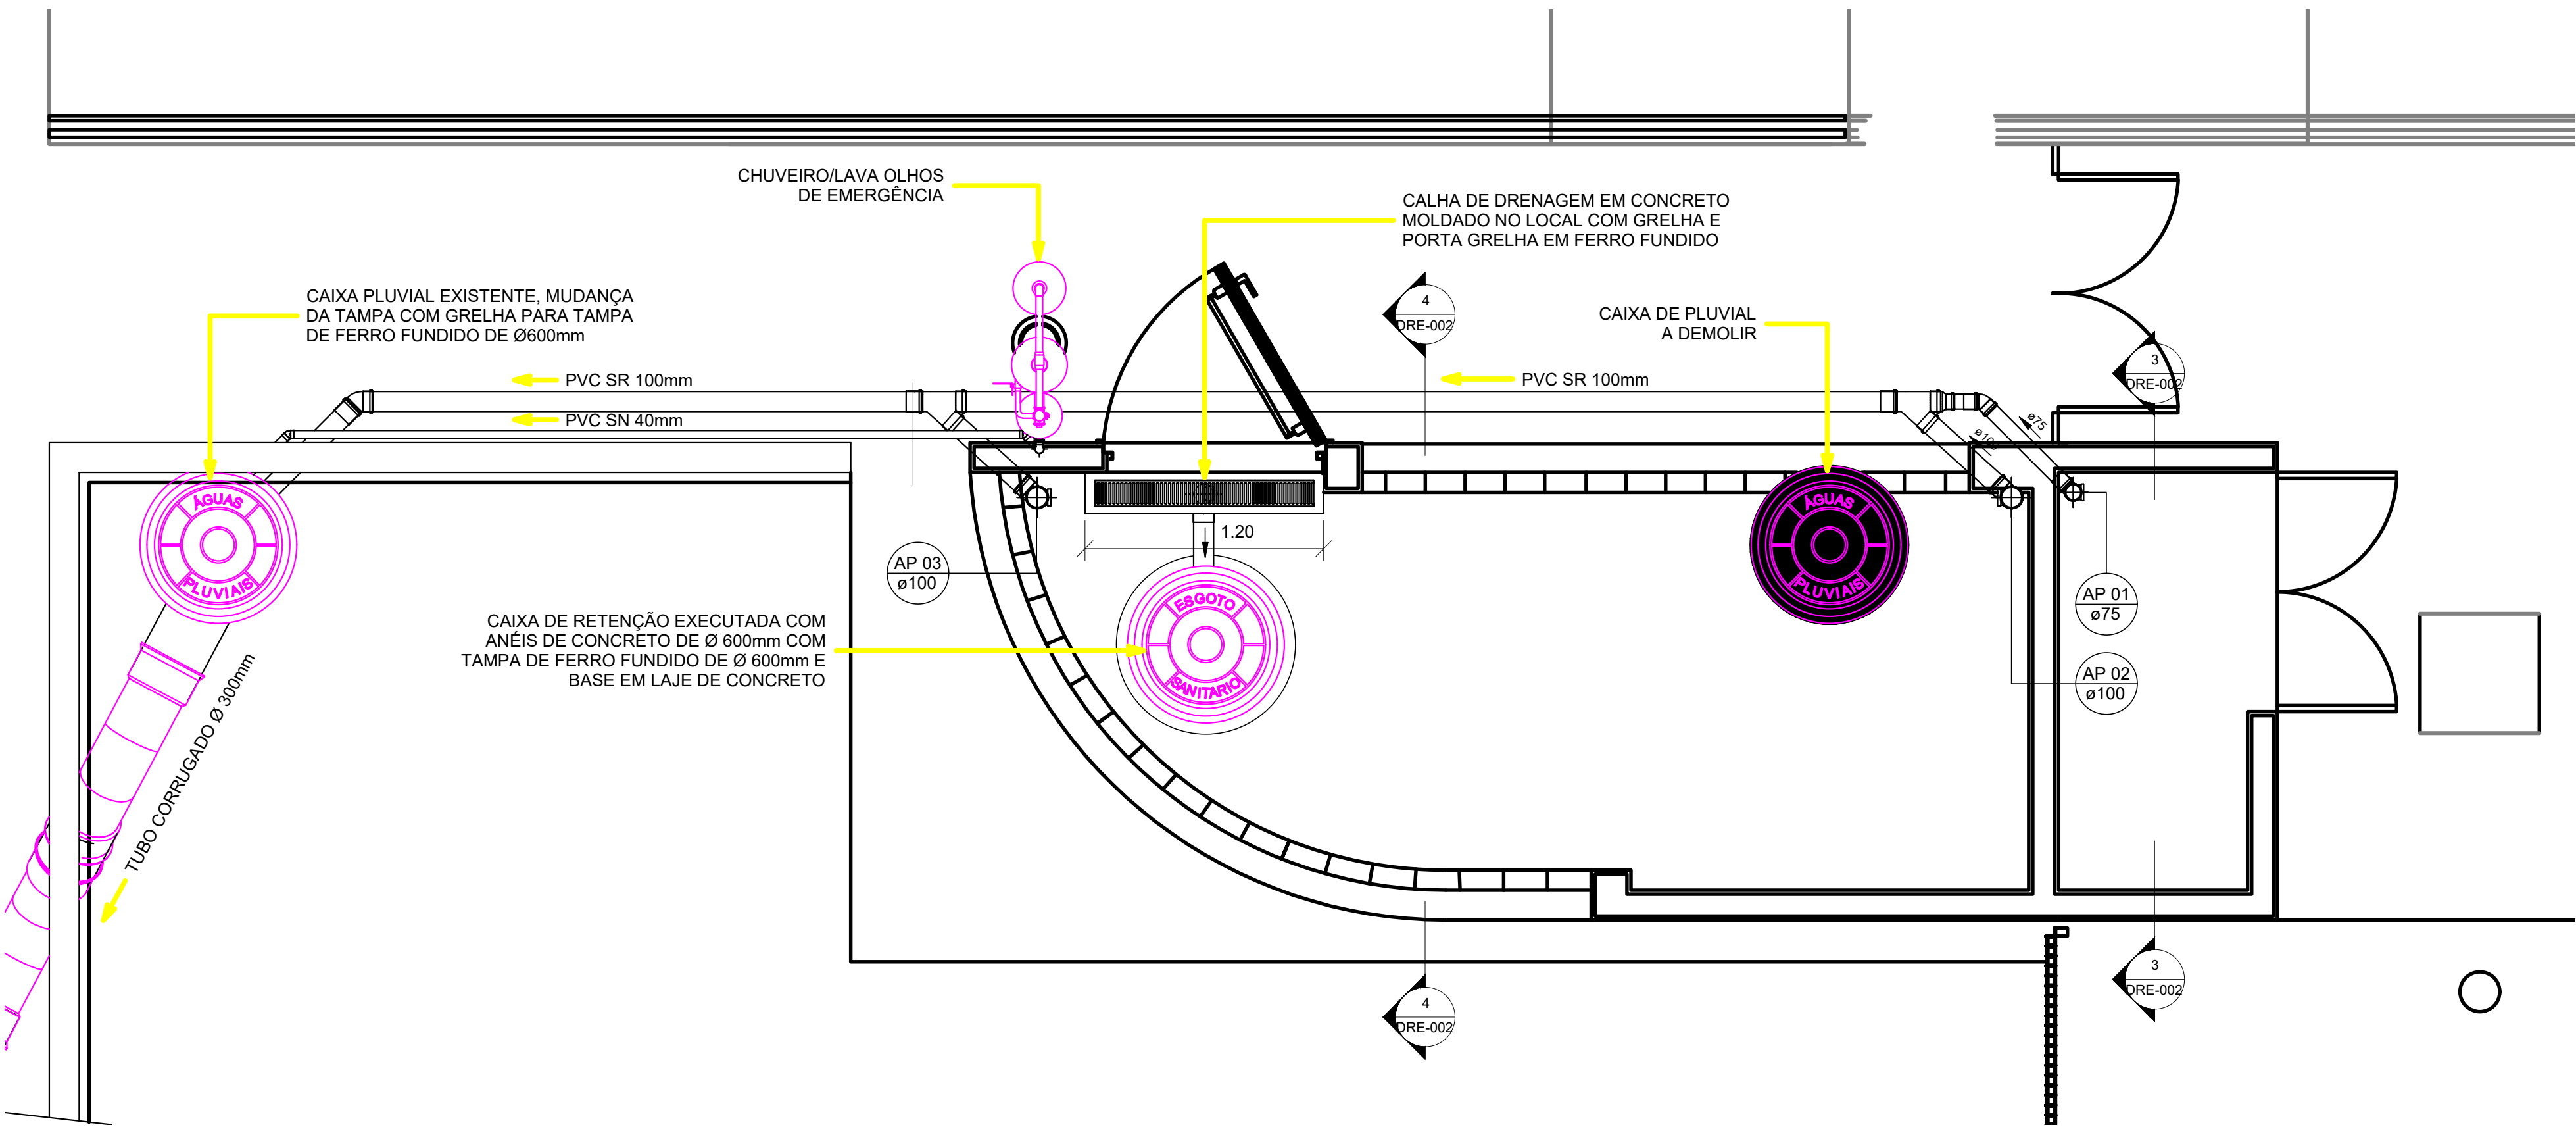 CHUVEIRO/LAVA OLHOS
DE EMERGÊNCIA
CALHA DE DRENAGEM EM CONCRETO
MOLDADO NO LOCAL COM GRELHA E
PORTA GRELHA EM FERRO FUNDIDO
CAIXA PLUVIAL EXISTENTE, MUDANÇA
DA TAMPA COM GRELHA PARA TAMPA
DE FERRO FUNDIDO DE Ø600mm
4
DRE-002
CAIXA DE PLUVIAL
A DEMOLIR
3
DRE-002
PVC SR 100mm
PVC SR 100mm
PVC SN 40mm
ø75
ø100
ÁGUAS
PLUVIAIS
ÁGUAS
PLUVIAIS
1.20
AP 03
ø100
AP 01
ø75
CAIXA DE RETENÇÃO EXECUTADA COM
ANÉIS DE CONCRETO DE Ø 600mm COM
TAMPA DE FERRO FUNDIDO DE Ø 600mm E
BASE EM LAJE DE CONCRETO
ESGOTO
SANITARIO
AP 02
ø100
TUBO CORRUGADO Ø 300mm
4
DRE-002
3
DRE-002